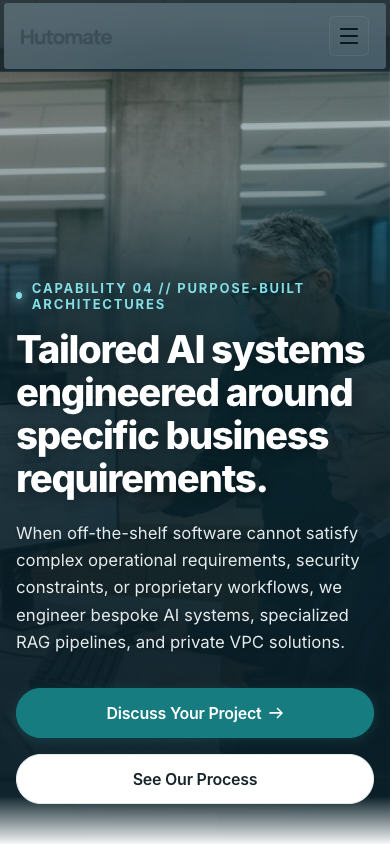 Hutomate
CAPABILITY 04 // PURPOSE-BUILT
ARCHITECTURES
Tailored AI systems
engineered around
specific business
requirements.
When off-the-shelf software cannot satisfy
complex operational requirements, security
constraints, or proprietary workflows, we
engineer bespoke AI systems, specialized
RAG pipelines, and private VPC solutions.
Discuss Your Project →
See Our Process